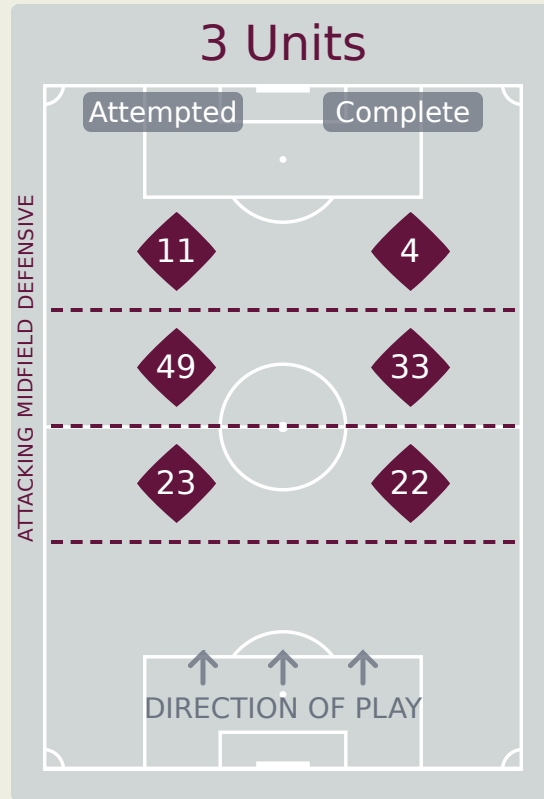 3 Units
Attempted Complete
ATTACKING MIDFIELD DEFENSIVE
11 4
49 33
23 22
DIRECTION OF PLAY